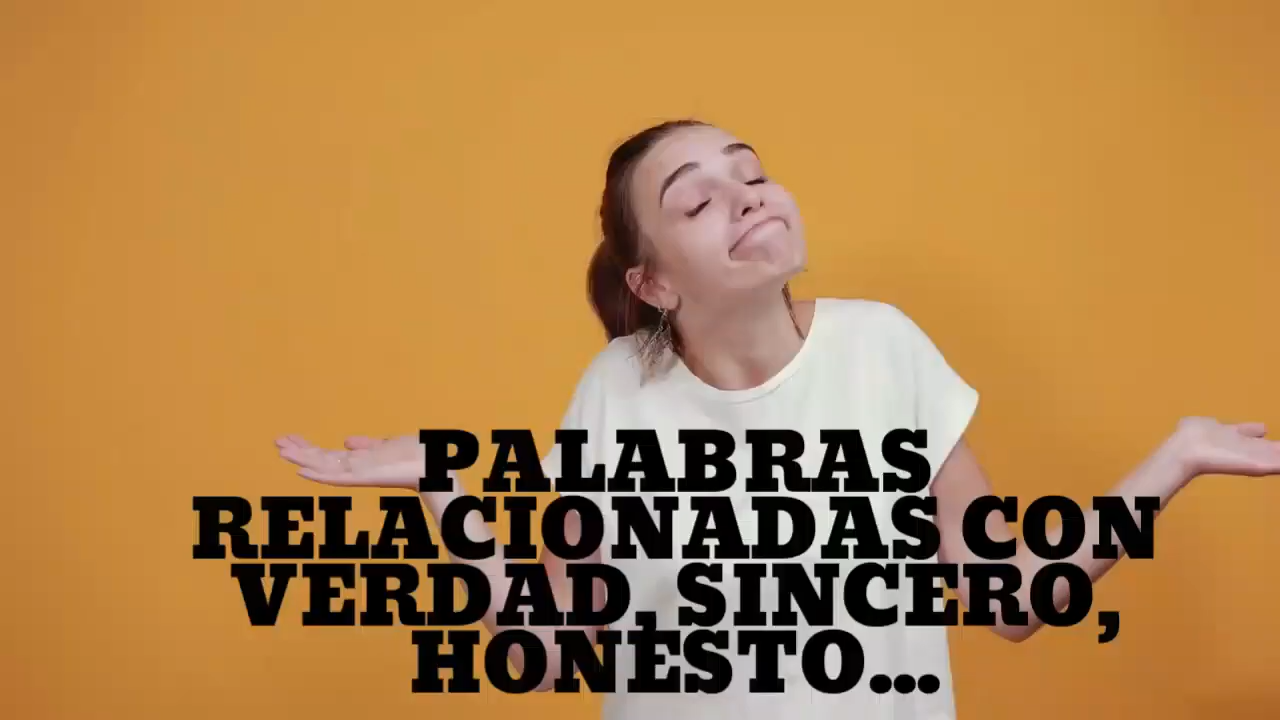 PALABRAS
RELACIONADAS CON
VERDAD, SINCERO,
HONESTO...